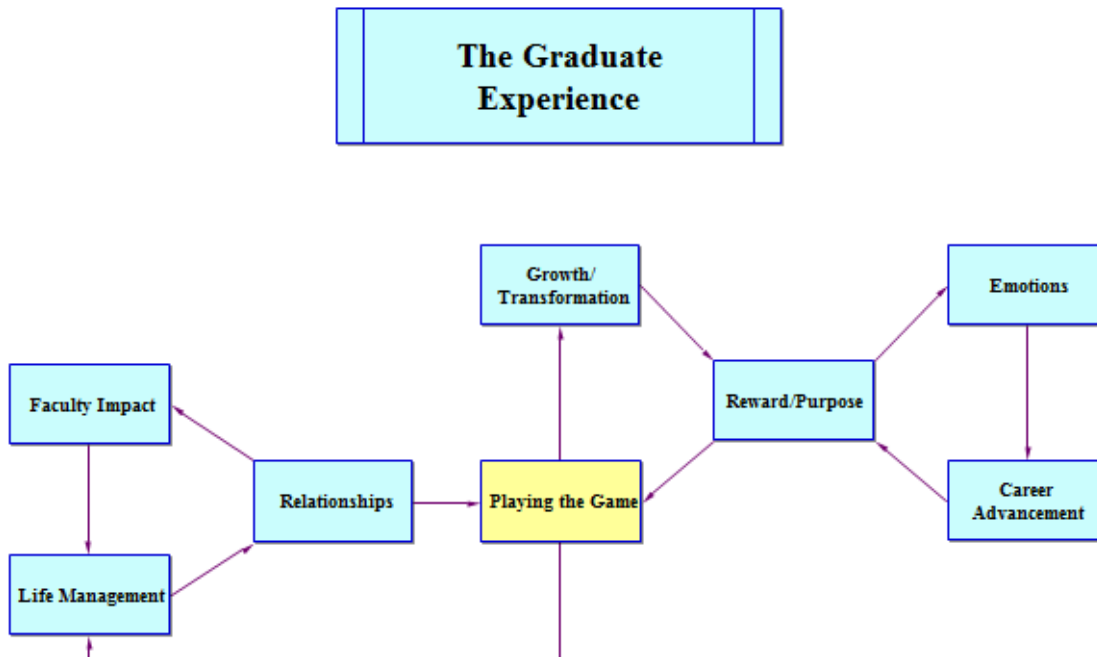 The Graduate
Experience
Growth/
Transformation
Emotions
Faculty Impact
Reward/Purpose
Relationships
Playing the Game
Career
Advancement
Life Management